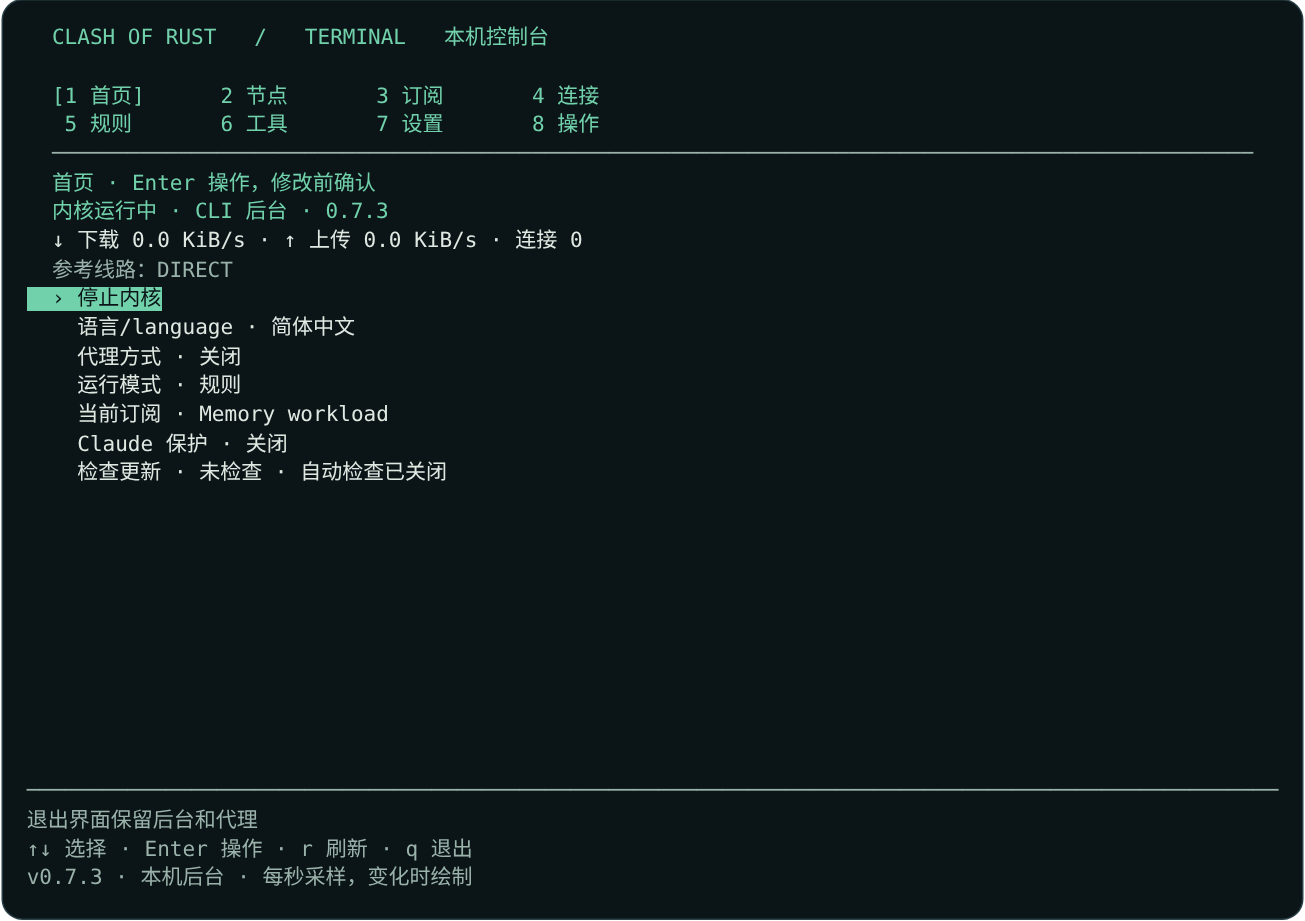 CLASH OF RUST / TERMINAL 本机控制台
[1 首页] 2 节点 3 订阅 4 连接
5 规则 6 工具 7 设置 8 操作
首页 · Enter 操作，修改前确认
内核运行中 · CLI 后台 · 0.7.3
↓ 下载 0.0 KiB/s · ↑ 上传 0.0 KiB/s · 连接 0
参考线路：DIRECT
› 停止内核
语言/language · 简体中文
代理方式 · 关闭
运行模式 · 规则
当前订阅 · Memory workload
Claude 保护 · 关闭
检查更新 · 未检查 · 自动检查已关闭
退出界面保留后台和代理
↑↓ 选择 · Enter 操作 · r 刷新 · q 退出
v0.7.3 · 本机后台 · 每秒采样，变化时绘制